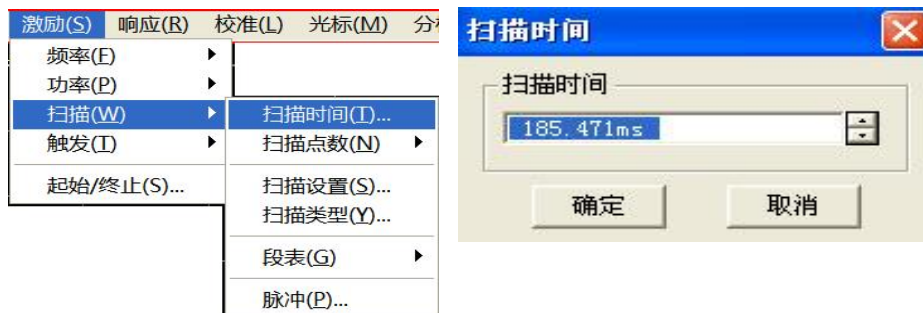 激励(S) 响应(R) 校准(L) 光标(M) 分
频率(F)
功率(P)
扫描(W)
触发(T)
起始/终止(S)...
扫描时间(T)...
扫描点数(N)
扫描设置(S)...
扫描类型(Y)...
段表(G)
脉冲(P)...
扫描时间
扫描时间
185.471ms
确定 取消